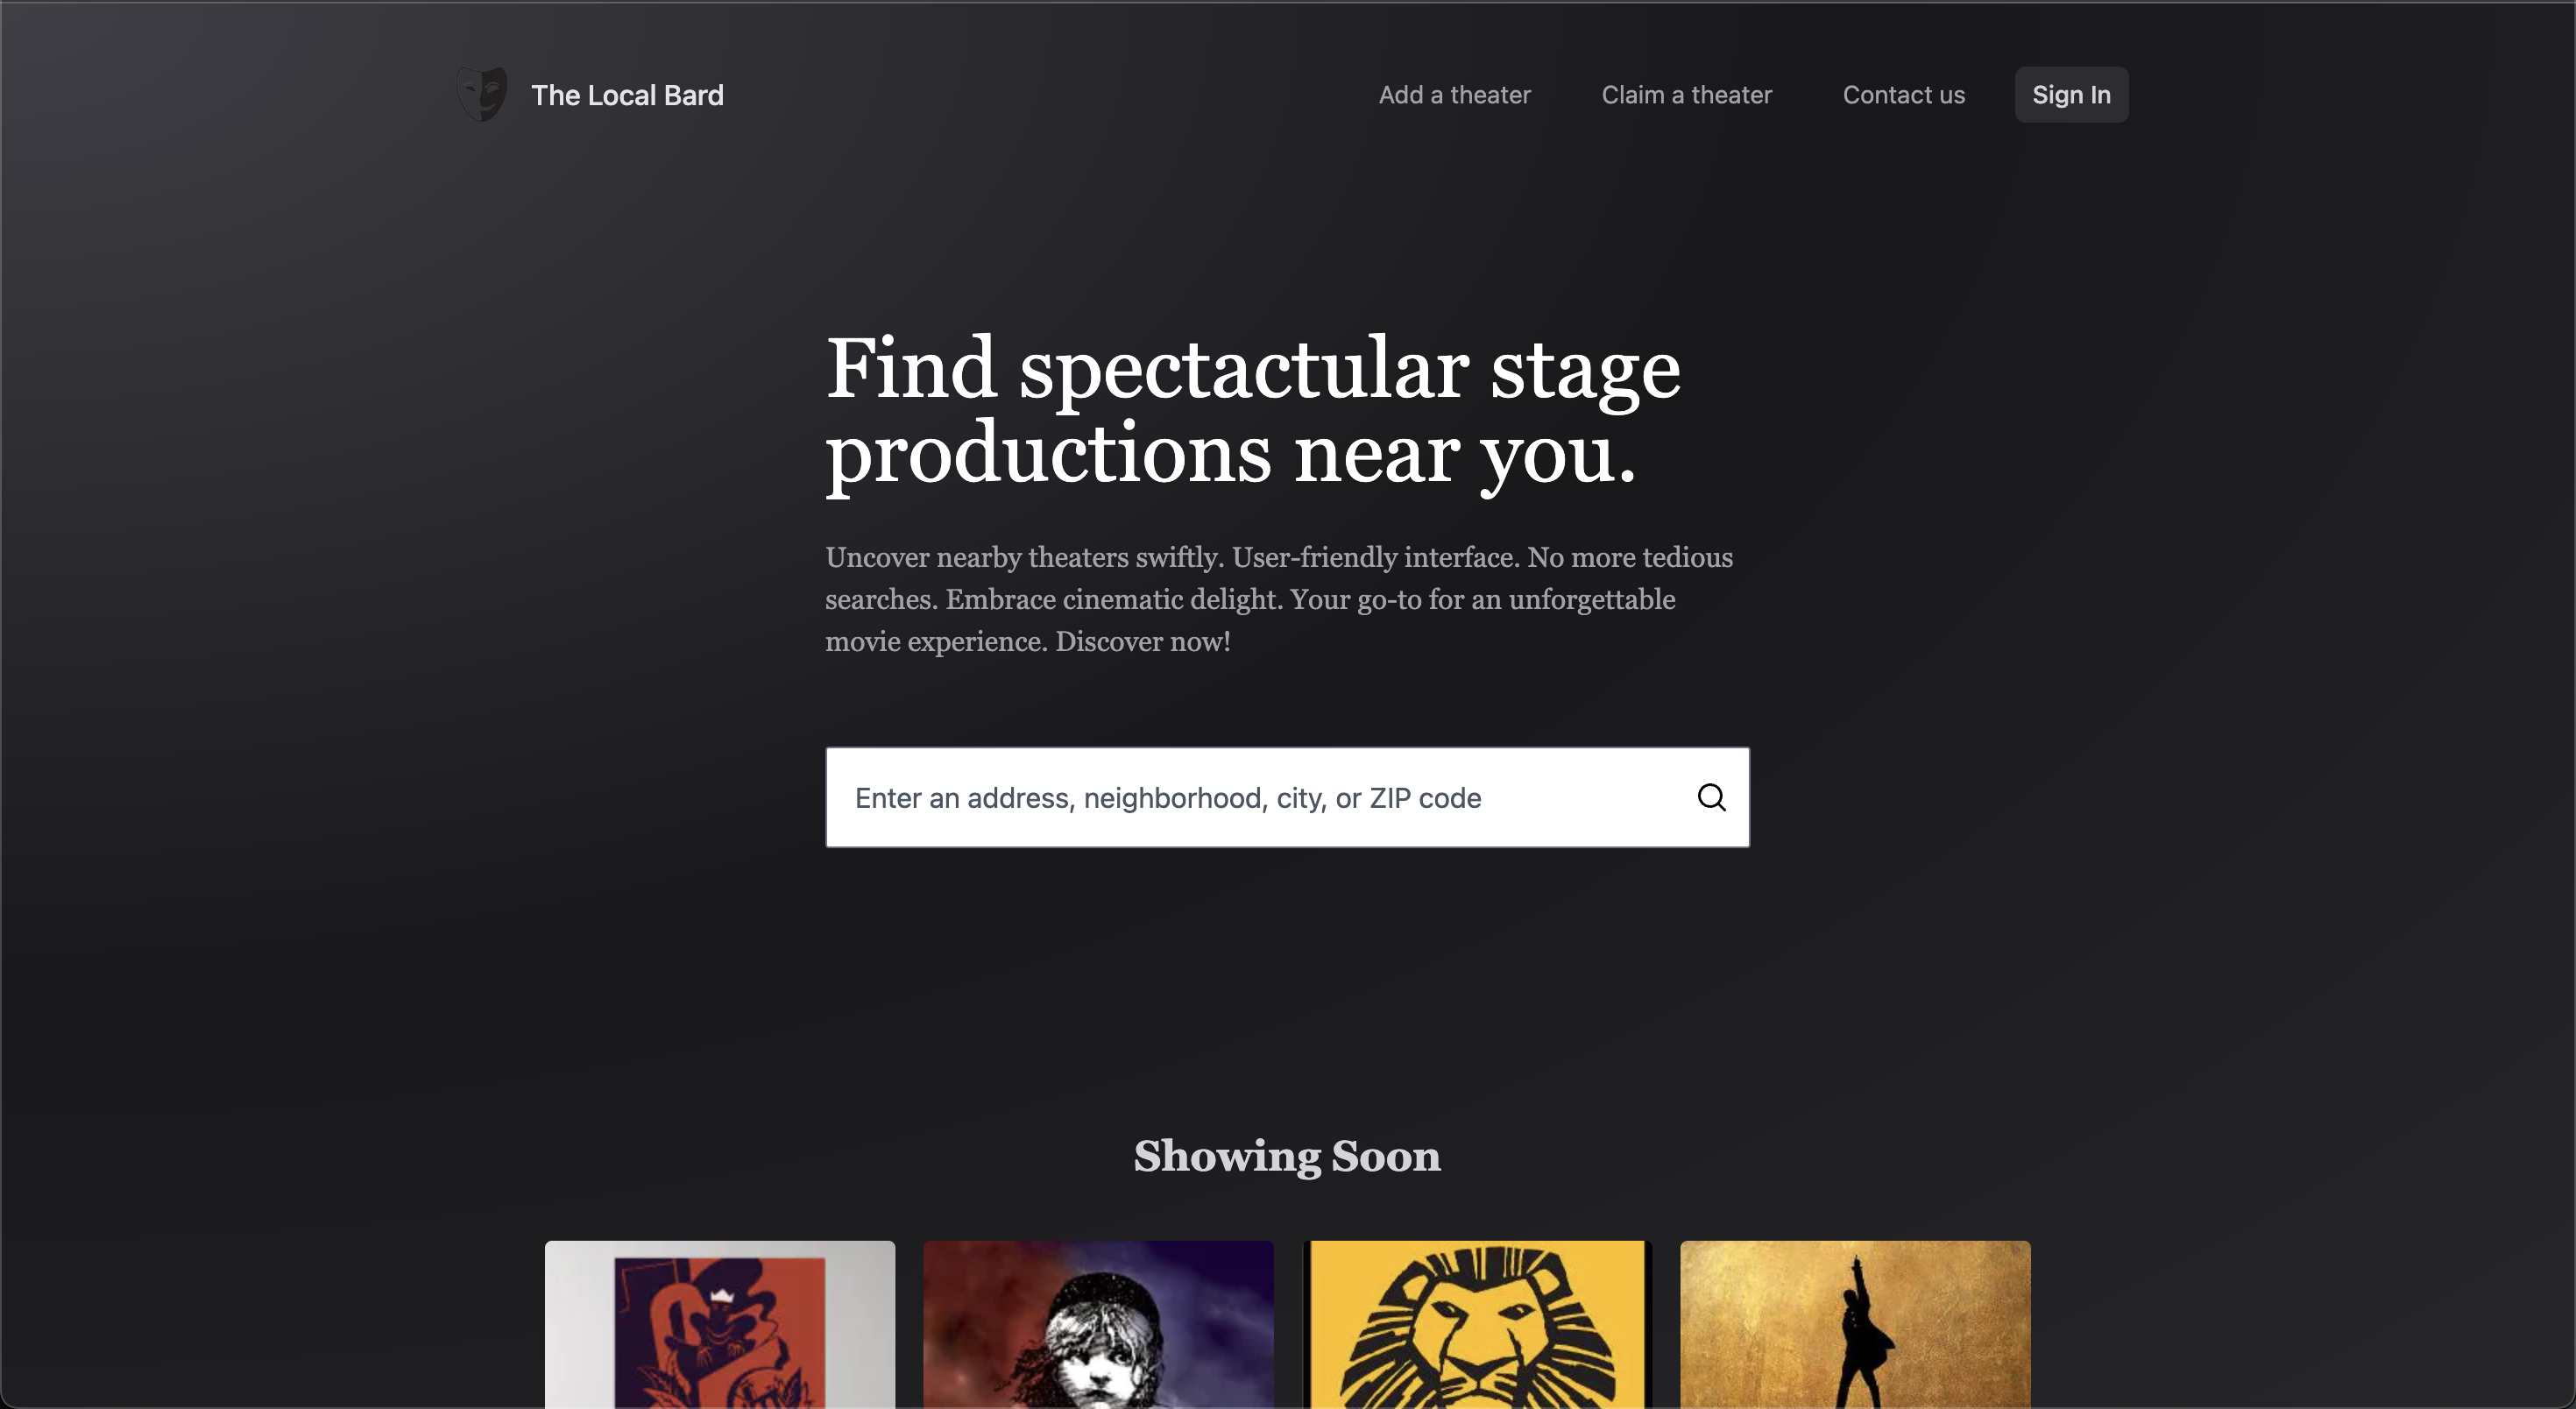 The Local Bard
Add a theater
Claim a theater
Contact us
Sign In
Find spectactular stage
productions near you.
Uncover nearby theaters swiftly. User-friendly interface. No more tedious
searches. Embrace cinematic delight. Your go-to for an unforgettable
movie experience. Discover now!
Enter an address, neighborhood, city, or ZIP code
Showing Soon